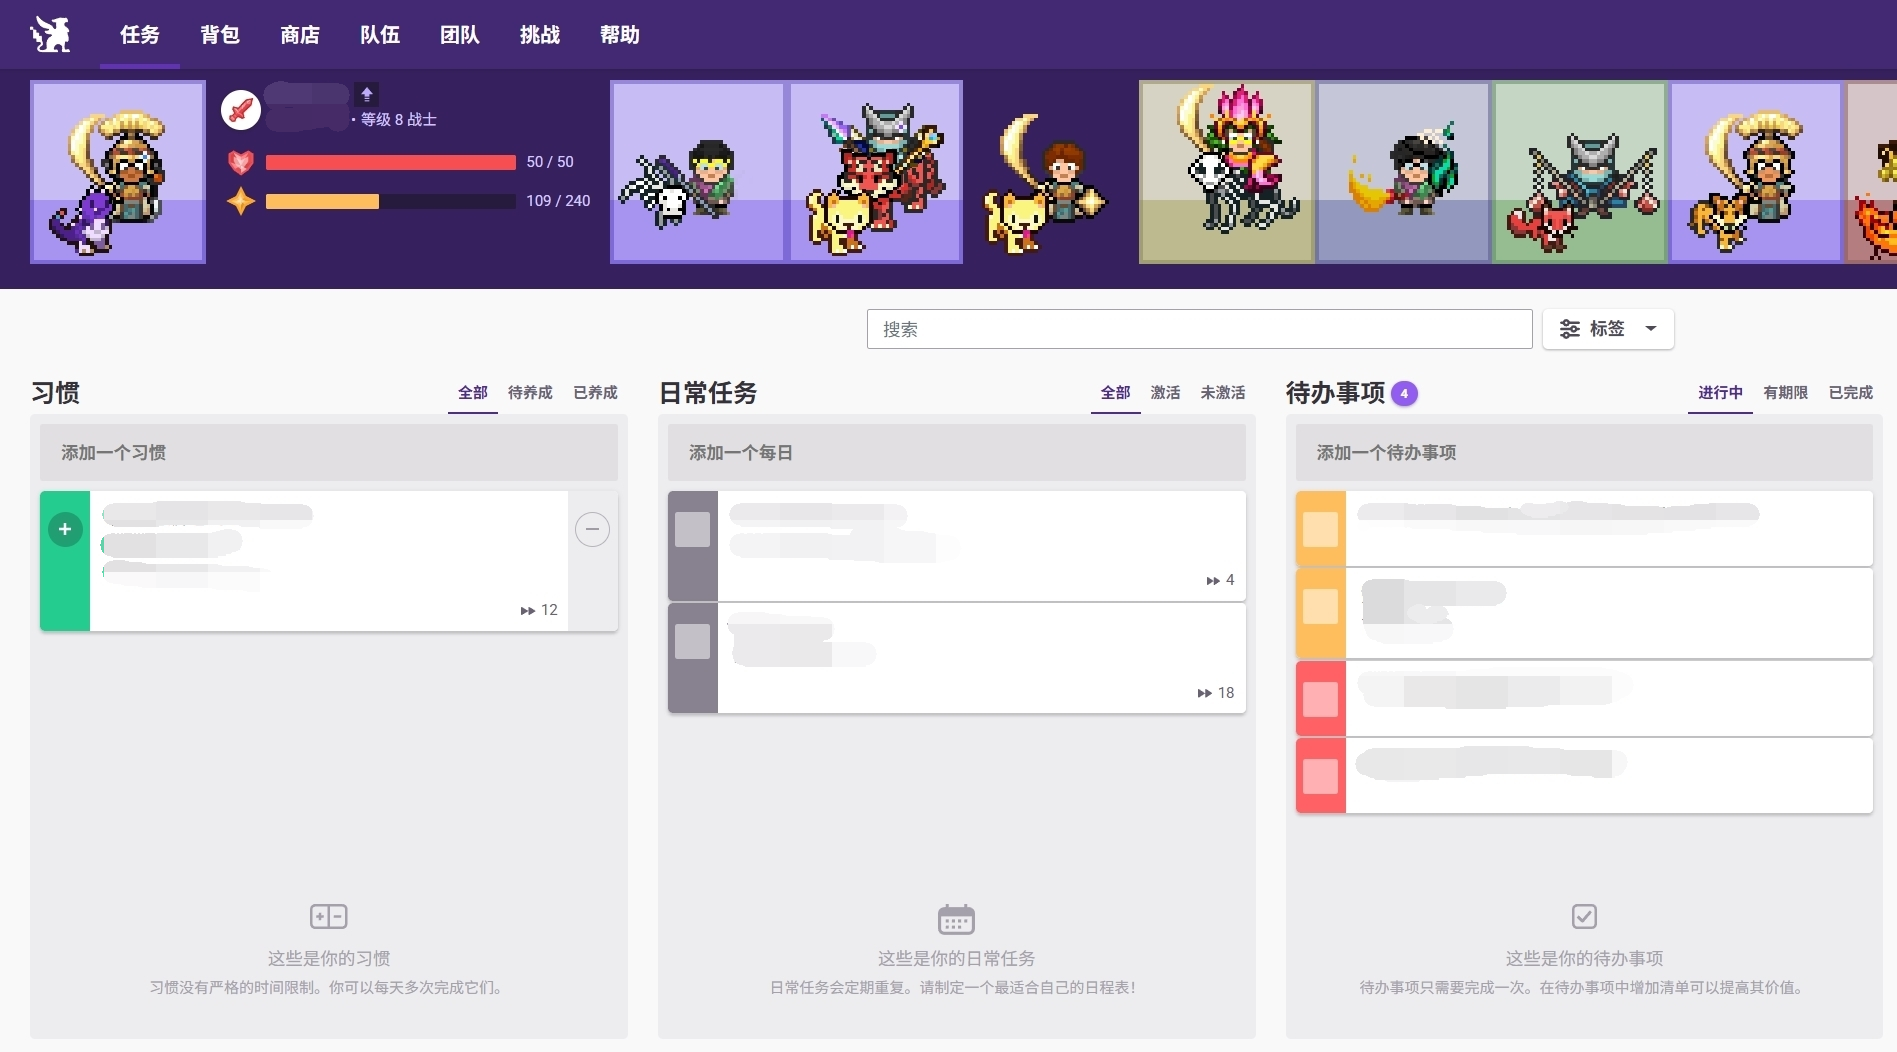 任务 背包 商店 队伍 团队 挑战 帮助
· 等级 8 战士
50 / 50
109 / 240
搜索
标签
习惯 全部 待养成 已养成
添加一个习惯
12
这些是你的习惯
习惯没有严格的时间限制。你可以每天多次完成它们。
日常任务 全部 激活 未激活
添加一个每日
4
18
这些是你的日常任务
日常任务会定期重复。请制定一个最适合自己的日程表!
待办事项 4 进行中 有期限 已完成
添加一个待办事项
这些是你的待办事项
待办事项只需要完成一次。在待办事项中增加清单可以提高其价值。